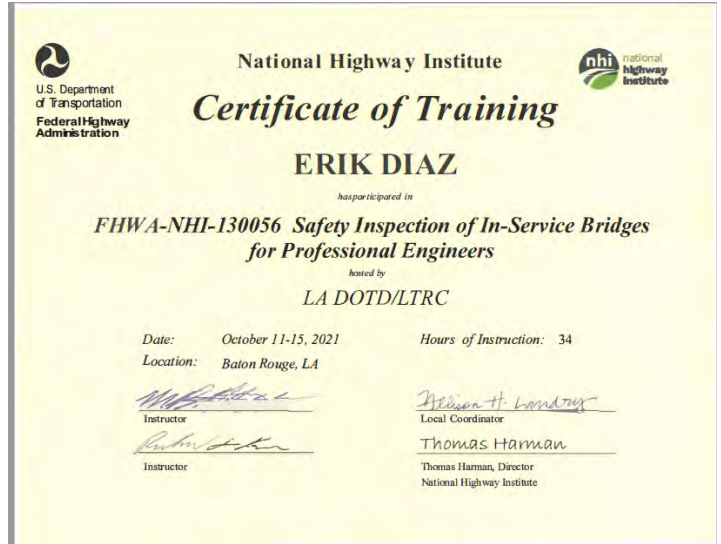 National Highway Institute
nhi national
highway
institute
U.S. Department
of Transportation
Federal Highway
Administration
Certificate of Training
ERIK DIAZ
hasparticipated in
FHWA-NHI-130056 Safety Inspection of In-Service Bridges
for Professional Engineers
hosted by
LA DOTD/LTRC
Date: October 11-15, 2021
Hours of Instruction: 34
Location: Baton Rouge, LA
Instructor
Landry
Local Coordinator
Thomas Harman
Instructor
Thomas Harman, Director
National Highway Institute